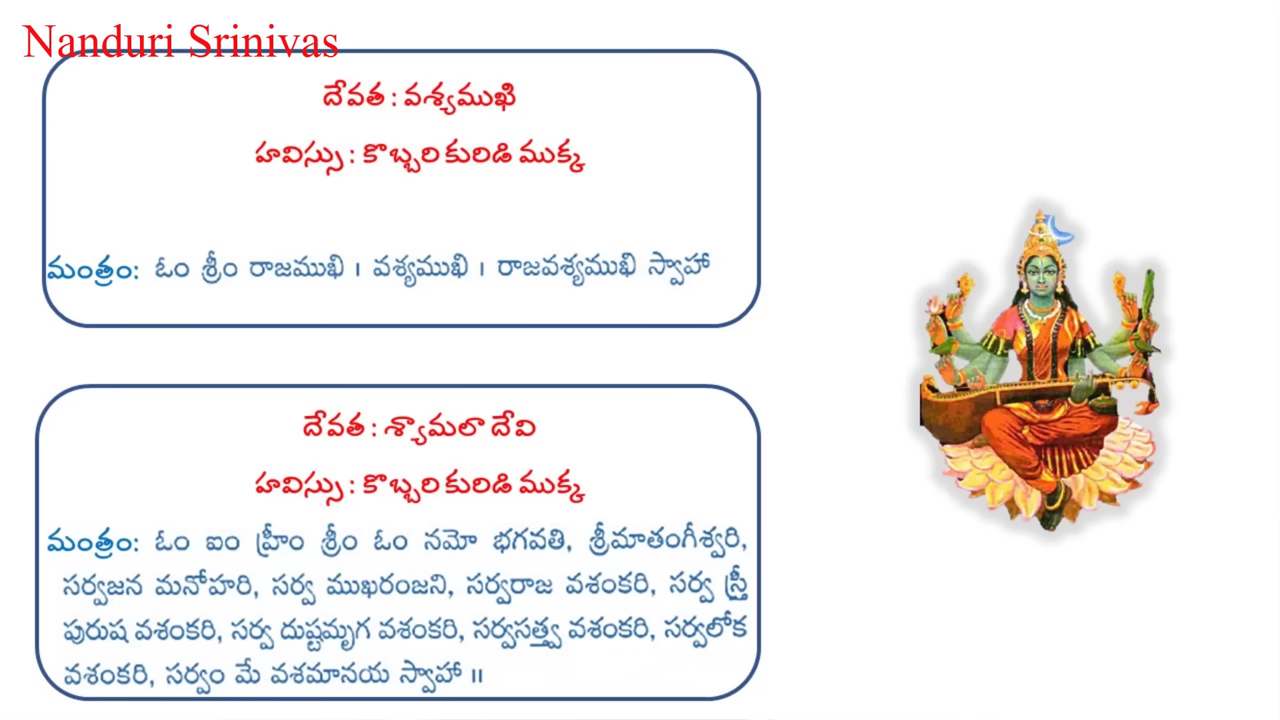 Nanduri Srinivas
దేవత : వశ్యముఖి
హవిస్సు : కొబ్బరి కురిడి ముక్క
మంత్రం: ఓం శ్రీం రాజముఖి । వశ్యముఖి । రాజవశ్యముఖి స్వాహా
దేవత : శ్యామలా దేవి
హవిస్సు : కొబ్బరి కురిడి ముక్క
మంత్రం: ఓం ఐం హ్రీం శ్రీం ఓం నమో భగవతి, శ్రీమాతంగీశ్వరి,
సర్వజన మనోహరి, సర్వ ముఖరంజని, సర్వరాజ వశంకరి, సర్వ స్త్రీ
పురుష వశంకరి, సర్వ దుష్టమృగ వశంకరి, సర్వసత్త్వ వశంకరి, సర్వలోక
వశంకరి, సర్వం మే వశమానయ స్వాహా ॥